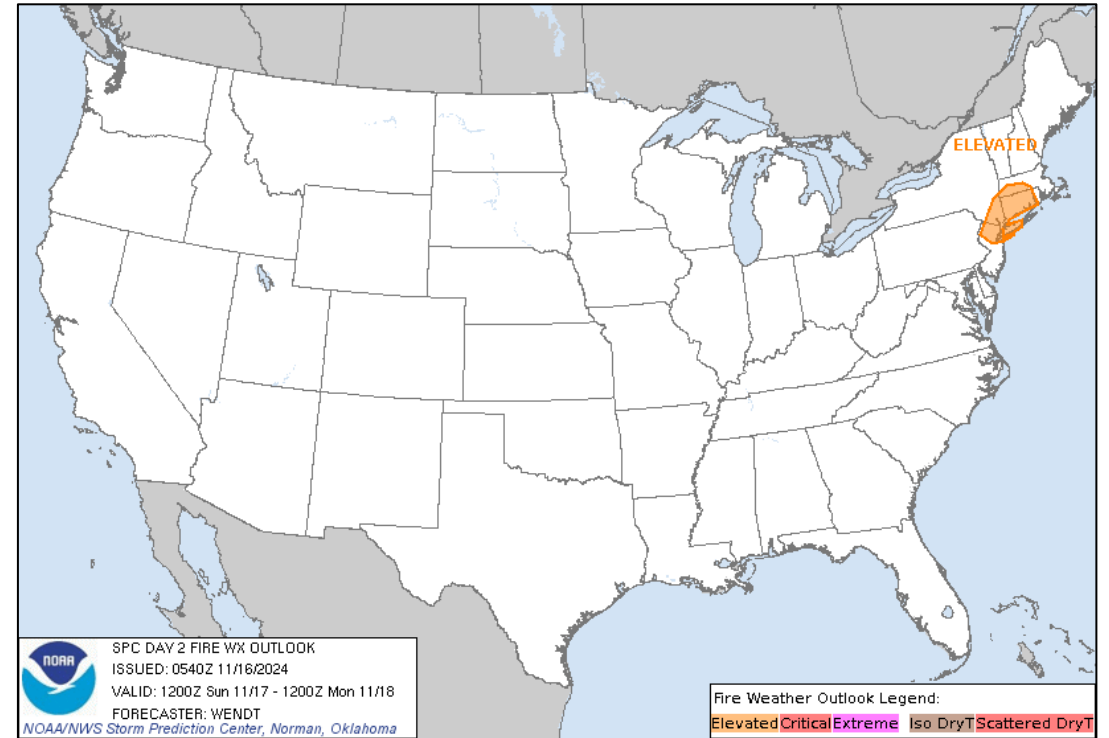 ELEVATED
NOAA
SPC DAY 2 FIRE WX OUTLOOK
ISSUED: 0540Z 11/16/2024
VALID: 1200Z Sun 11/17 - 1200Z Mon 11/18
FORECASTER: WENDT
NOAA/NWS Storm Prediction Center, Norman, Oklahoma
Fire Weather Outlook Legend:
Elevated Critical Extreme Iso DryT Scattered DryT